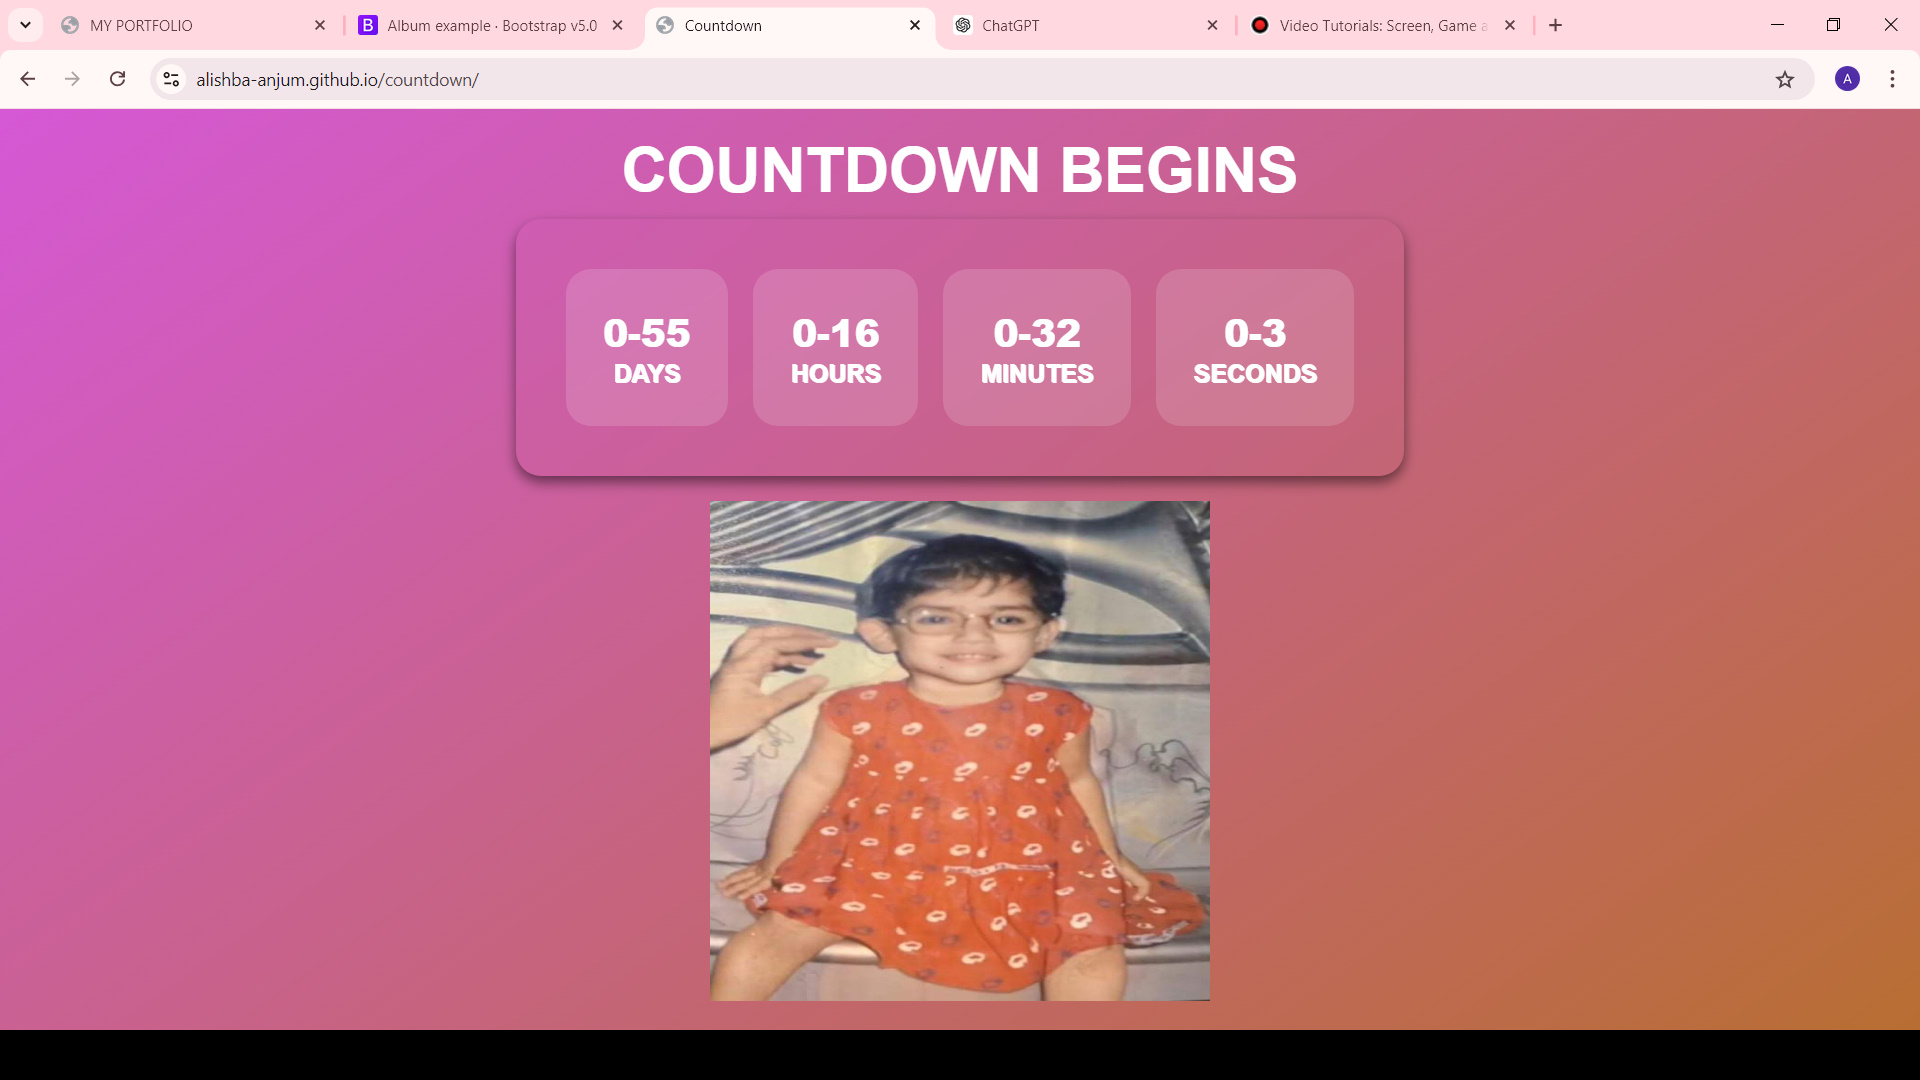 MY PORTFOLIO
Album example · Bootstrap v5.0
Countdown
ChatGPT
Video Tutorials: Screen, Game a
alishba-anjum.github.io/countdown/
A
COUNTDOWN BEGINS
0-55 0-16 0-32 0-3
DAYS HOURS MINUTES SECONDS